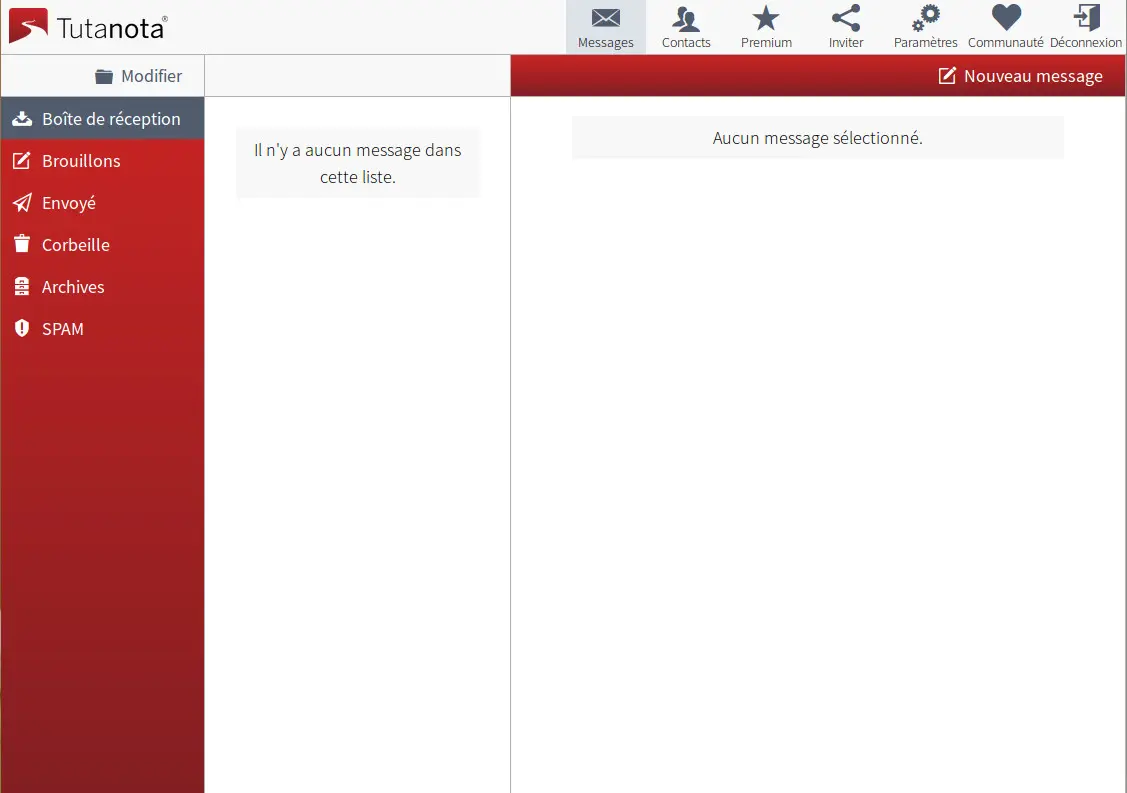 Tutanota®
Messages
Contacts
Premium
Inviter
Paramètres
Communauté
Déconnexion
Modifier
Nouveau message
Boîte de réception
Brouillons
Envoyé
Corbeille
Archives
SPAM
Il n'y a aucun message dans
cette liste.
Aucun message sélectionné.